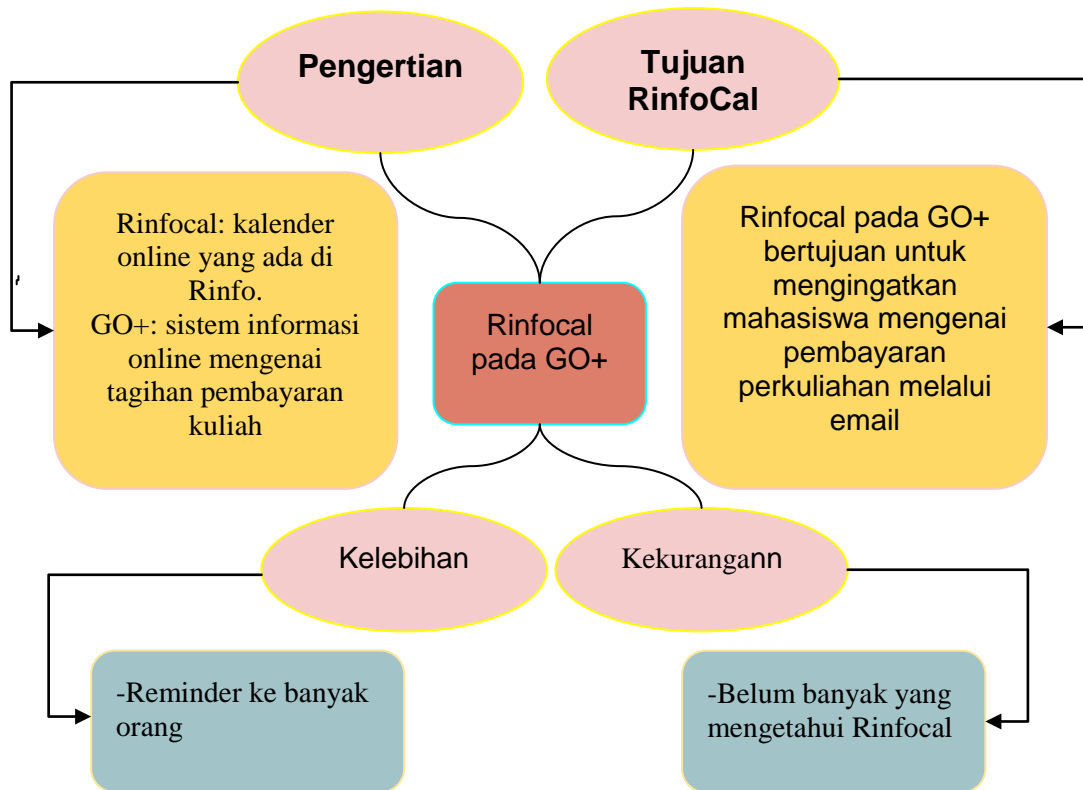 Pengertian
Tujuan
RinfoCal
Rinfocal: kalender
online yang ada di
Rinfo.
GO+: sistem informasi
online mengenai
tagihan pembayaran
kuliah
Rinfocal
pada GO+
Rinfocal pada GO+
bertujuan untuk
mengingatkan
mahasiswa mengenai
pembayaran
perkuliahan melalui
email
Kelebihan
Kekurangann
-Reminder ke banyak
orang
-Belum banyak yang
mengetahui Rinfocal